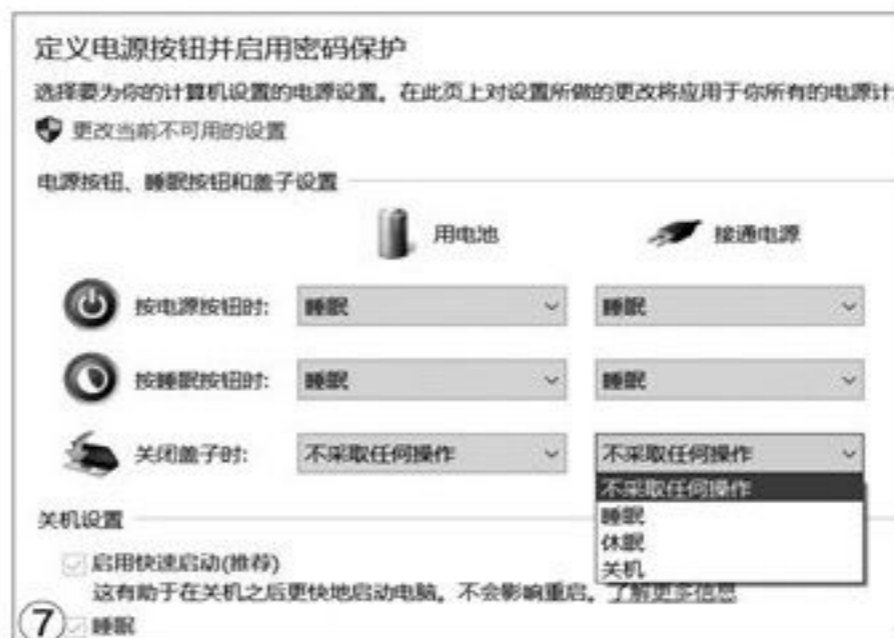 定义电源按钮并启用密码保护
选择要为你的计算机设置的电源设置。在此页上对设置所做的更改将应用于你所有的电源计
更改当前不可用的设置
电源按钮、睡眠按钮和盖子设置
用电池 接通电源
按电源按钮时: 睡眠 睡眠
按睡眠按钮时: 睡眠 睡眠
关闭盖子时: 不采取任何操作 不采取任何操作
不采取任何操作
睡眠
休眠
关机
关机设置
启用快速启动(推荐)
这有助于在关机之后更快地启动电脑。不会影响重启。了解更多信息
⑦ 睡眠